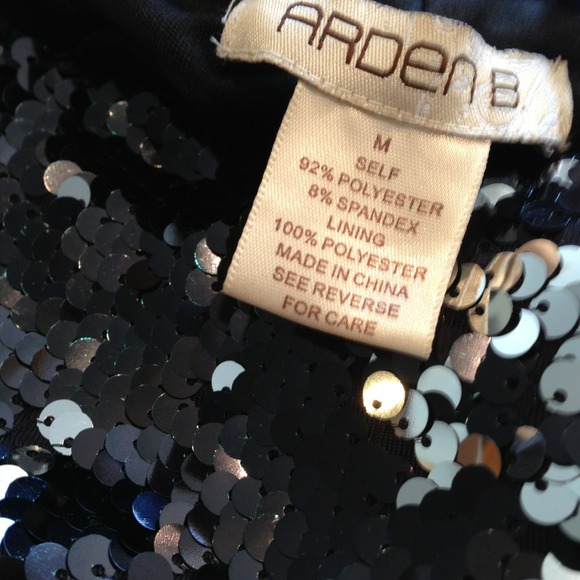 ARDEN B.
M
SELF
92% POLYESTER
8% SPANDEX
LINING
100% POLYESTER
MADE IN CHINA
SEE REVERSE
FOR CARE